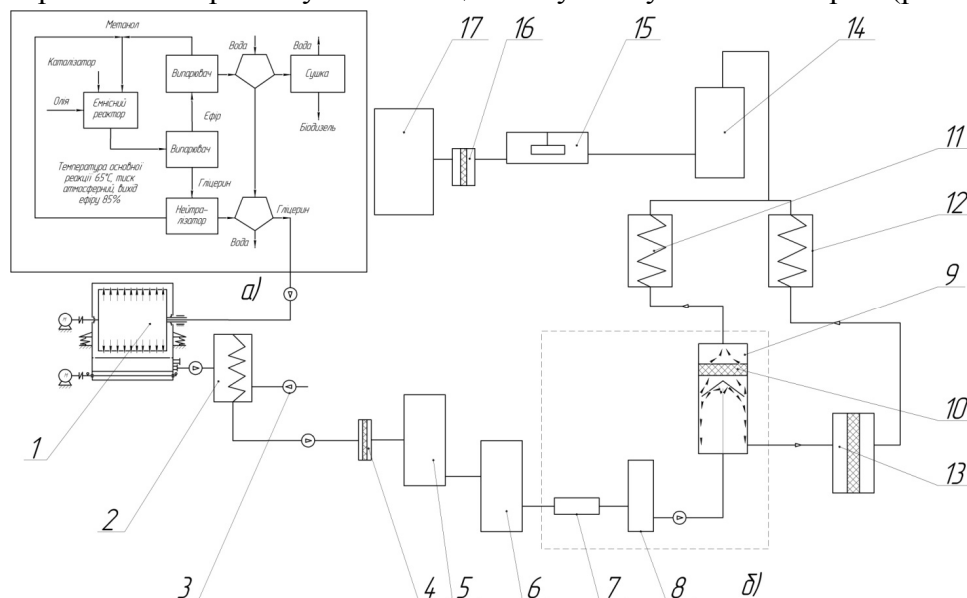 17
16
15
14
11
12
9
10
13
Метанол
Каталізатор
Олія
Ємнісний
реактор
Випарювач
Ефір
Випарювач
Вода
Вода
Сушка
Біодизель
Температура основної
реакції 65°С, тиск
атмосферний, вихід
ефіру 85%
Гліцерин
Нейтра-
лізатор
Гліцерин
Вода
а)
1
2
3
4
5
6
7
8
б)